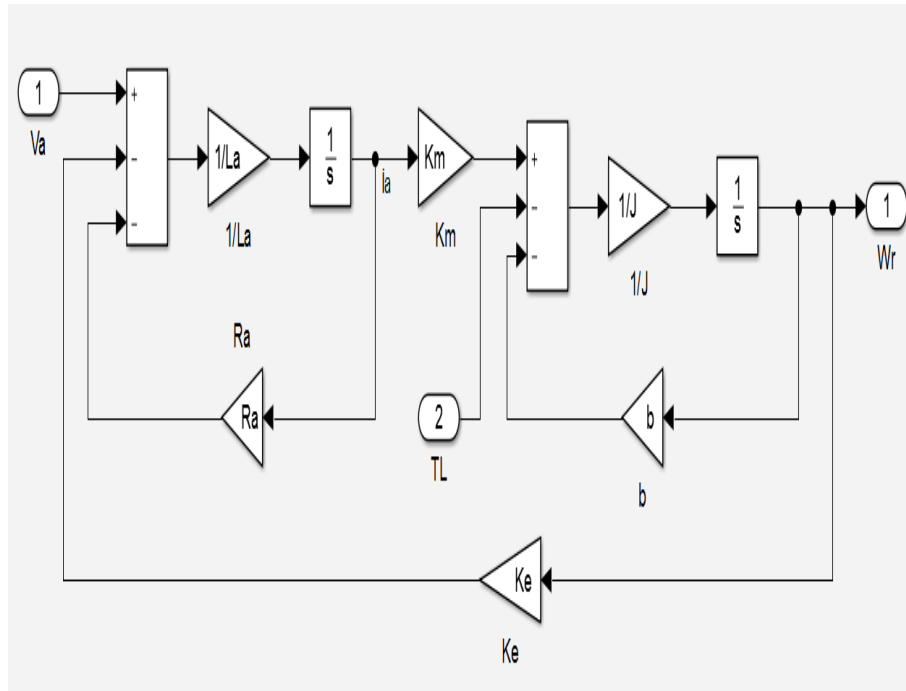 1
Va
+
−
−
1/La
1/La
1
s
ia
Km
Km
+
−
−
1/J
1/J
1
s
1
Wr
Ra
Ra
2
TL
b
b
Ke
Ke